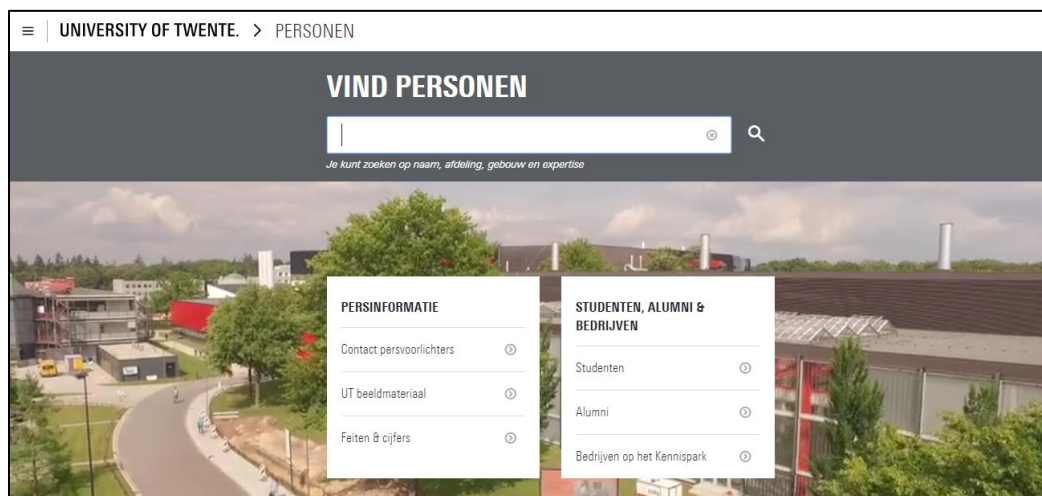 UNIVERSITY OF TWENTE. > PERSONEN
VIND PERSONEN
Je kunt zoeken op naam, afdeling, gebouw en expertise
PERSINFORMATIE
Contact persvoorlichters
UT beeldmateriaal
Feiten & cijfers
STUDENTEN, ALUMNI &
BEDRIJVEN
Studenten
Alumni
Bedrijven op het Kennispark